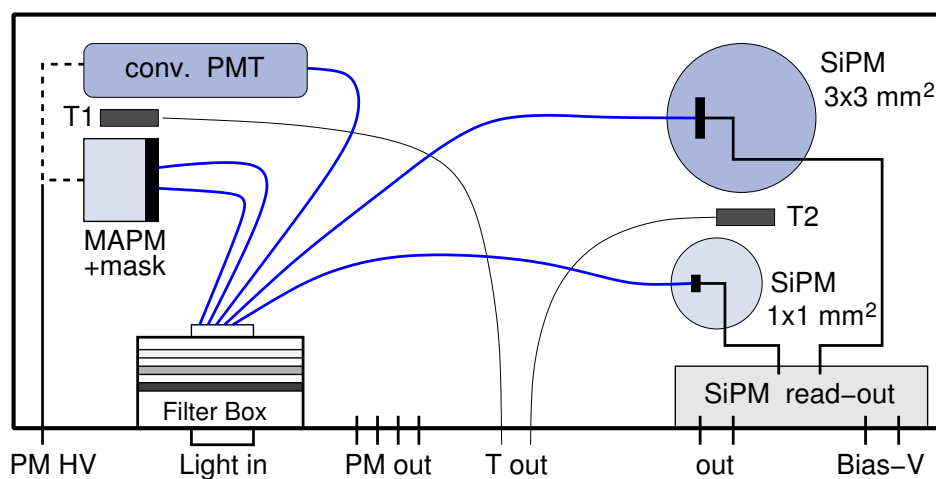 conv. PMT
SiPM
3x3 mm²
T1
T2
MAPM
+mask
SiPM
1x1 mm²
SiPM read−out
Filter Box
PM HV
Light in
PM out
T out
out
Bias−V